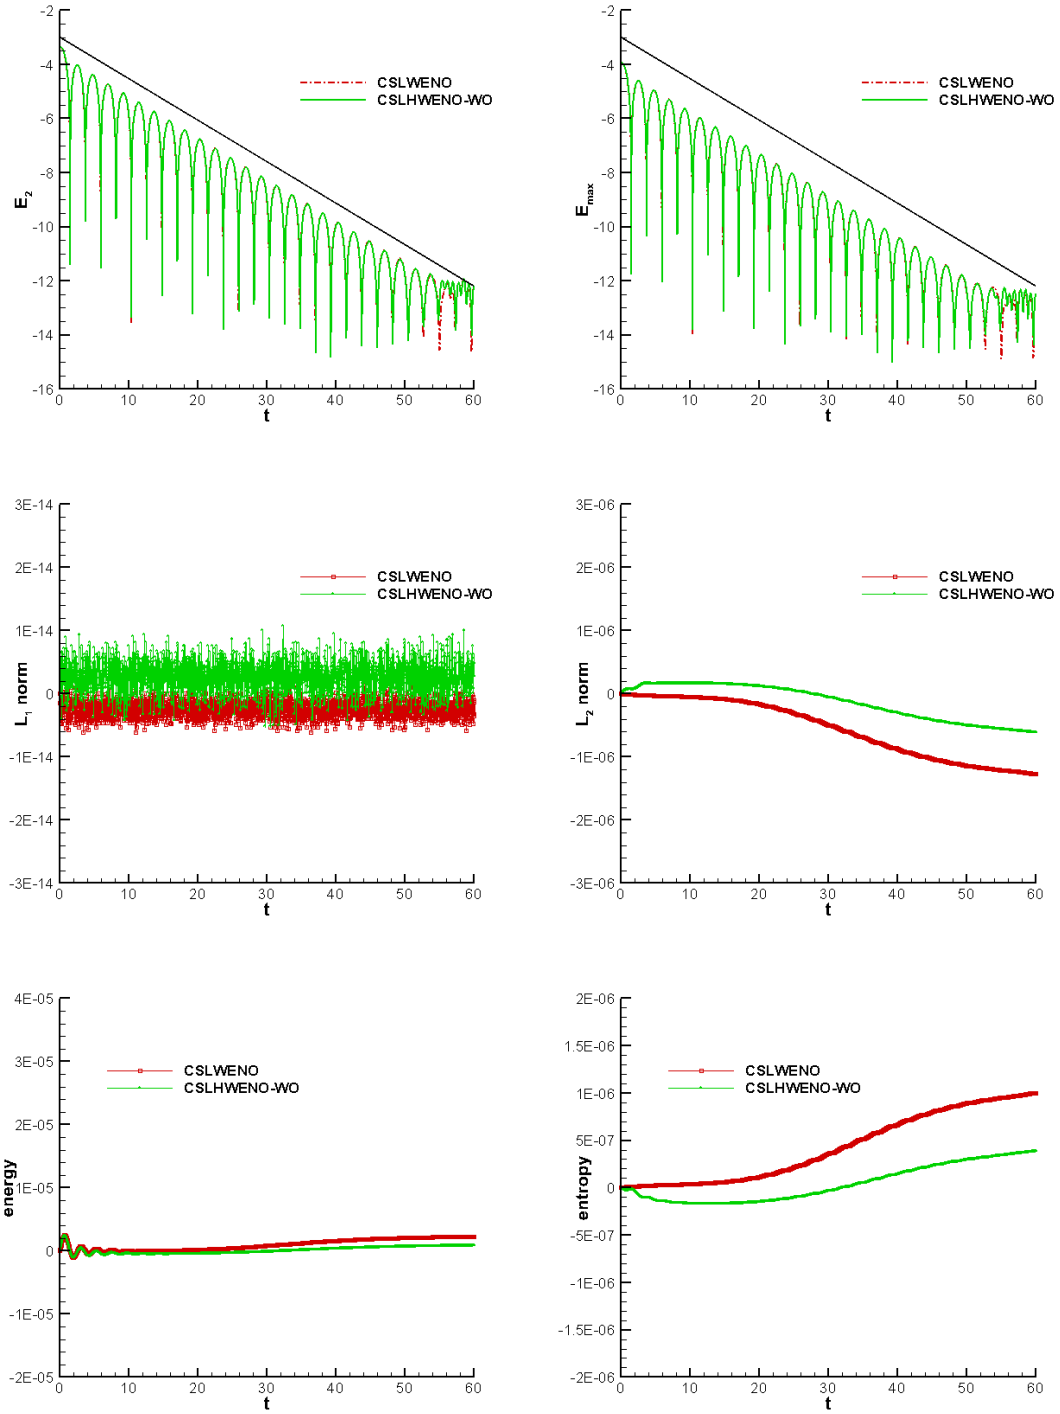 -2
-4
-6
-8
-10
-12
-14
-16
E2
CSLWENO
CSLHWENO-WO
0 10 20 30 40 50 60
t
-2
-4
-6
-8
-10
-12
-14
-16
Emax
CSLWENO
CSLHWENO-WO
0 10 20 30 40 50 60
t
3E-14
2E-14
1E-14
0
-1E-14
-2E-14
-3E-14
L1 norm
CSLWENO
CSLHWENO-WO
0 10 20 30 40 50 60
t
3E-06
2E-06
1E-06
0
-1E-06
-2E-06
-3E-06
L2 norm
CSLWENO
CSLHWENO-WO
0 10 20 30 40 50 60
t
4E-05
3E-05
2E-05
1E-05
0
-1E-05
-2E-05
energy
CSLWENO
CSLHWENO-WO
0 10 20 30 40 50 60
t
2E-06
1.5E-06
1E-06
5E-07
0
-5E-07
-1E-06
-1.5E-06
-2E-06
entropy
CSLWENO
CSLHWENO-WO
0 10 20 30 40 50 60
t